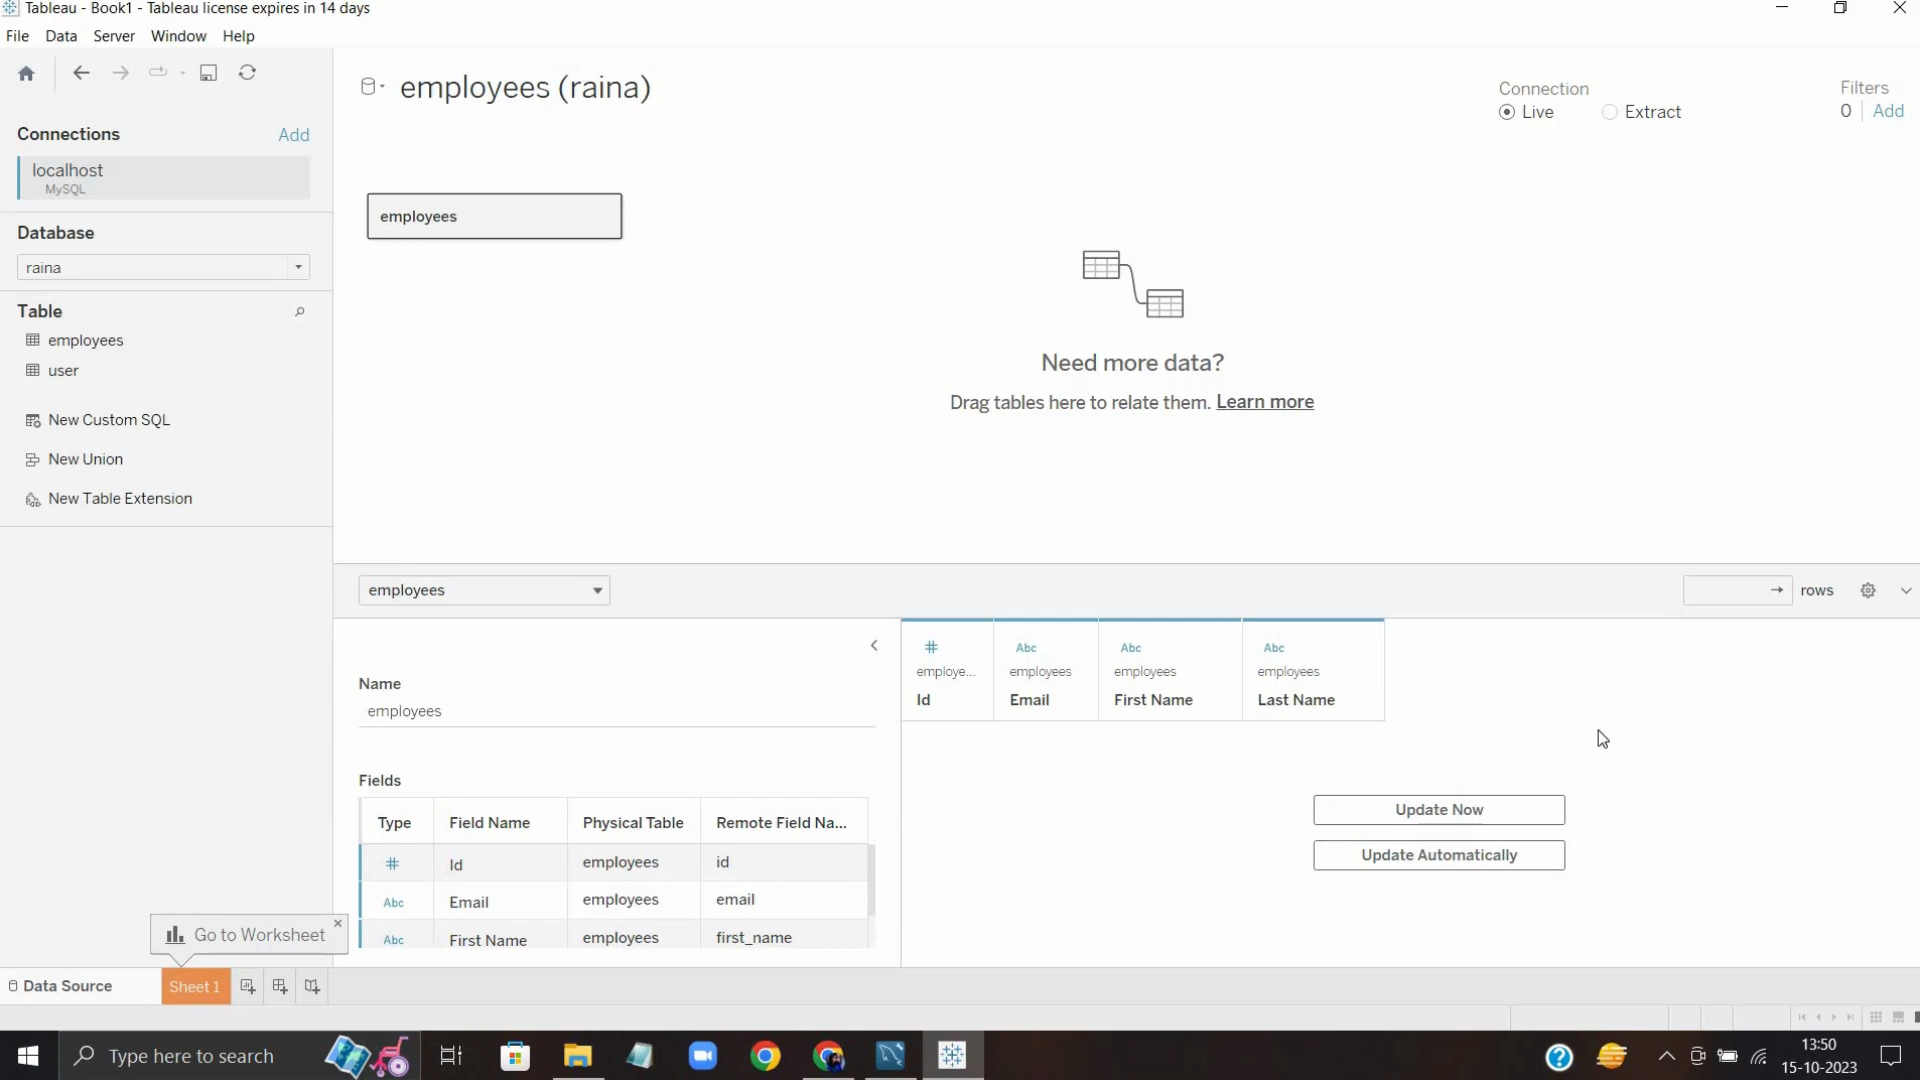 Tableau - Book1 - Tableau license expires in 14 days
File Data Server Window Help
Connections Add
localhost
MySQL
Database
raina
Table
employees
user
New Custom SQL
New Union
New Table Extension
employees (raina)
Connection
Live Extract
Filters
0 Add
employees
Need more data?
Drag tables here to relate them. Learn more
employees
rows
Name
employees
Fields
Type Field Name Physical Table Remote Field Na...
# Id employees id
Abc Email employees email
Abc First Name employees first_name
# Abc Abc Abc
employe... employees employees employees
Id Email First Name Last Name
Update Now
Update Automatically
Go to Worksheet
Data Source Sheet 1
Type here to search
13:50
15-10-2023